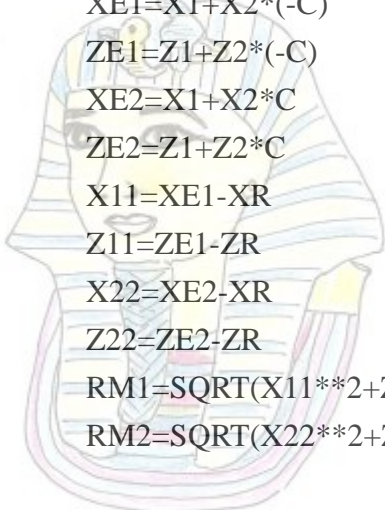 XE1=X1+X2*(-C)
ZE1=Z1+Z2*(-C)
XE2=X1+X2*C
ZE2=Z1+Z2*C
X11=XE1-XR
Z11=ZE1-ZR
X22=XE2-XR
Z22=ZE2-ZR
RM1=SQRT(X11**2+Z
RM2=SQRT(X22**2+Z